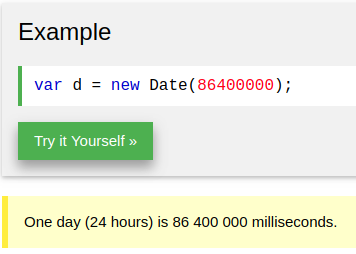 Example
var d = new Date(86400000);
Try it Yourself »
One day (24 hours) is 86 400 000 milliseconds.